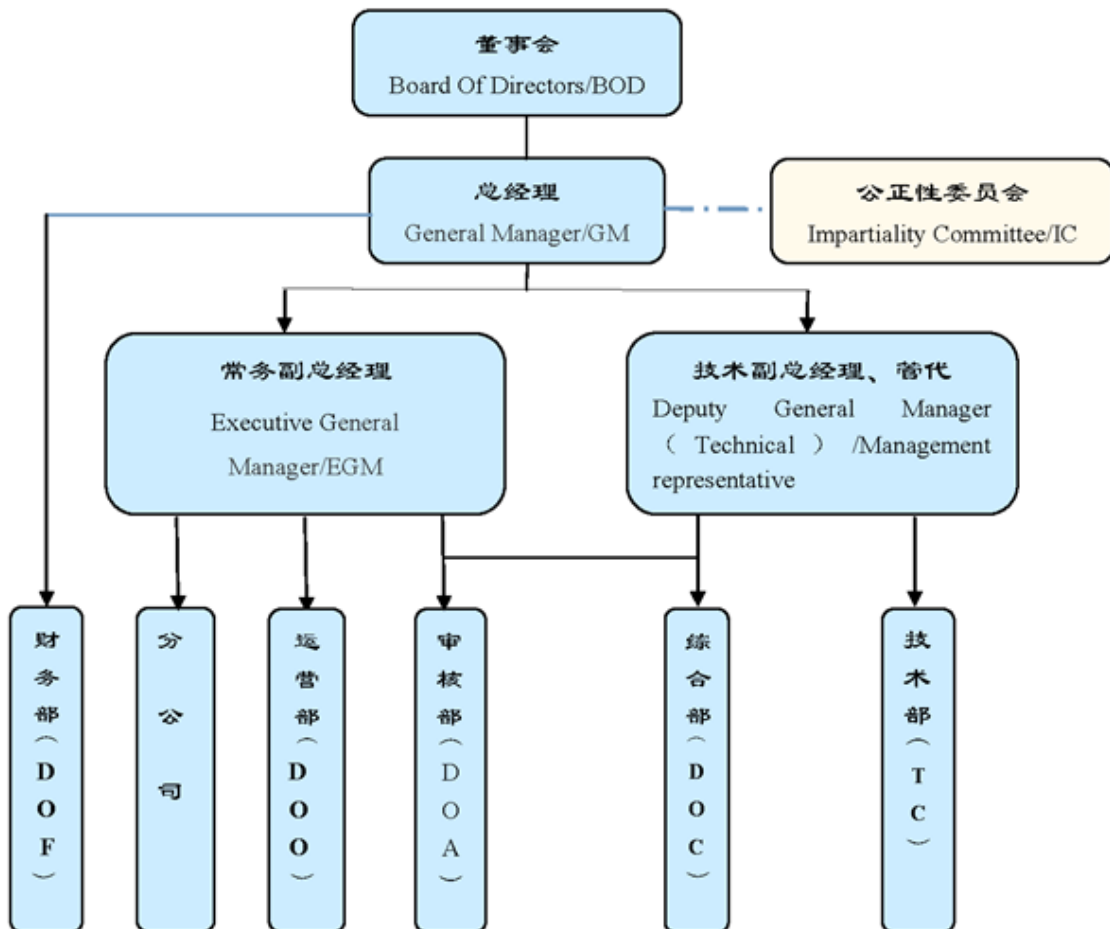 董事会
Board Of Directors/BOD
总经理
General Manager/GM
公正性委员会
Impartiality Committee/IC
常务副总经理
Executive General
Manager/EGM
技术副总经理、菅代
Deputy General Manager
（ Technical ） /Management
representative
财务部（DOF）
分公司
运营部（DOO）
审核部（DOA）
综合部（DOC）
技术部（TC）